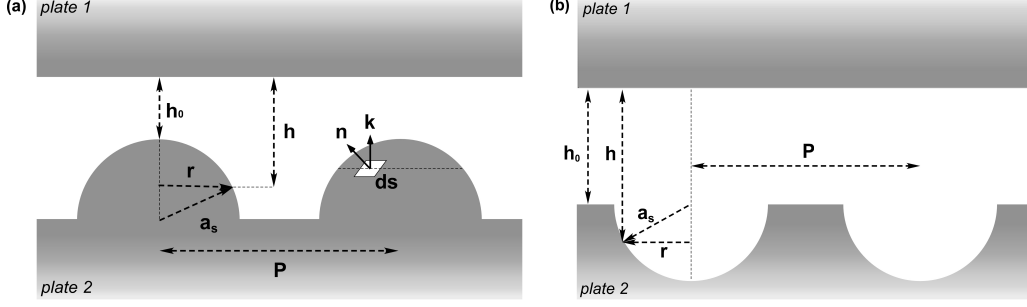 (a)
plate 1
h₀
h
n
k
r
ds
aₛ
P
plate 2
(b)
plate 1
h₀
h
P
aₛ
r
plate 2